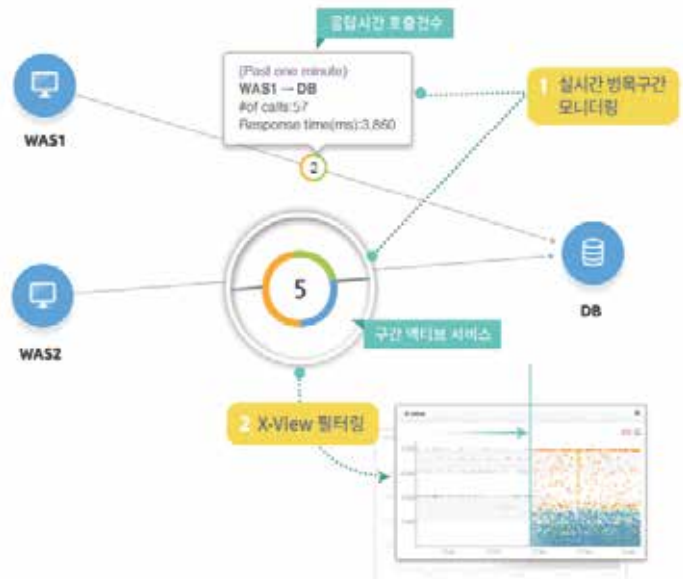 응답시간 호출건수
(Past one minute)
WAS1 → DB
#of calls:57
Response time(ms):3,860
1 실시간 병목구간
모니터링
WAS1
2
5
DB
WAS2
구간 액티브 서비스
2 X-View 필터링
X-View